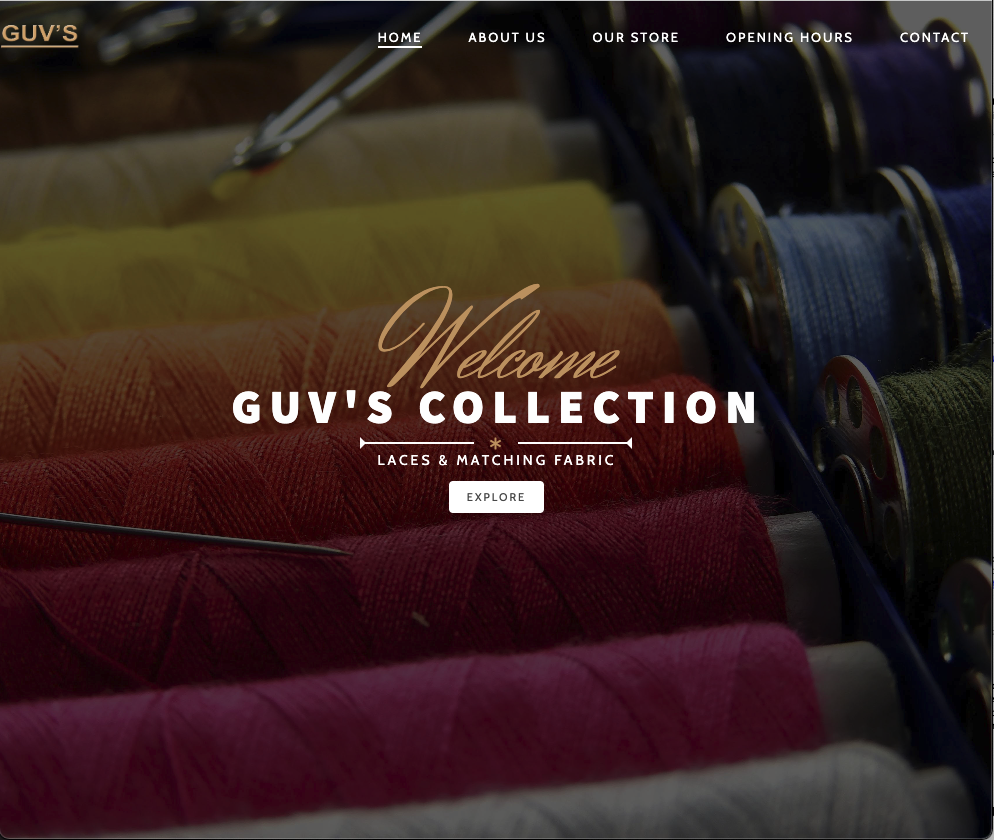 GUV'S
HOME ABOUT US OUR STORE OPENING HOURS CONTACT
Welcome
GUV'S COLLECTION
LACES & MATCHING FABRIC
EXPLORE